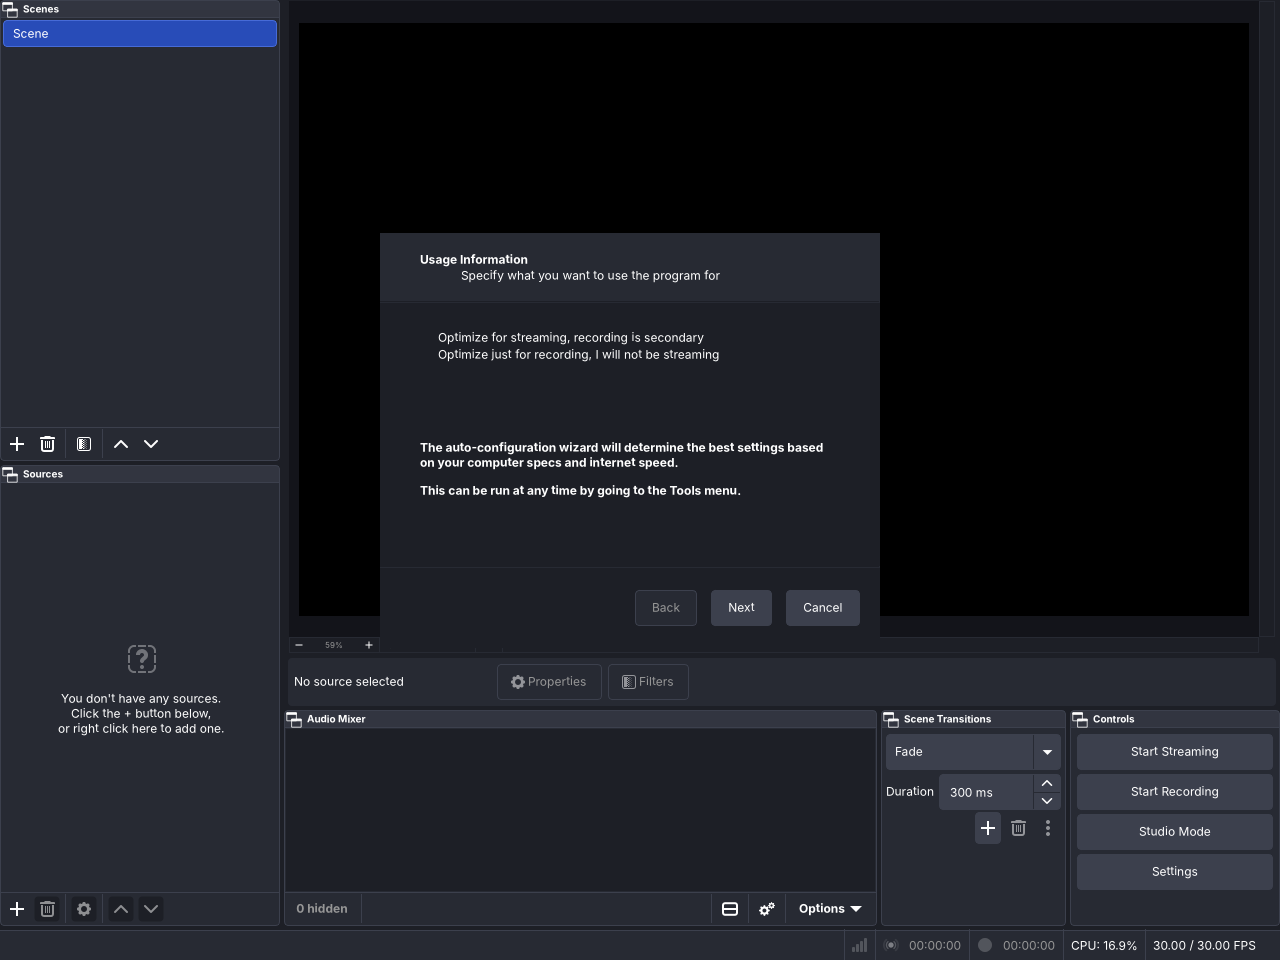 Scenes
Scene
Sources
You don't have any sources.
Click the + button below,
or right click here to add one.
Usage Information
Specify what you want to use the program for
Optimize for streaming, recording is secondary
Optimize just for recording, I will not be streaming
The auto-configuration wizard will determine the best settings based
on your computer specs and internet speed.
This can be run at any time by going to the Tools menu.
Back
Next
Cancel
59%
No source selected
Properties
Filters
Audio Mixer
0 hidden
Options
Scene Transitions
Fade
Duration
300 ms
Controls
Start Streaming
Start Recording
Studio Mode
Settings
00:00:00
00:00:00
CPU: 16.9%
30.00 / 30.00 FPS